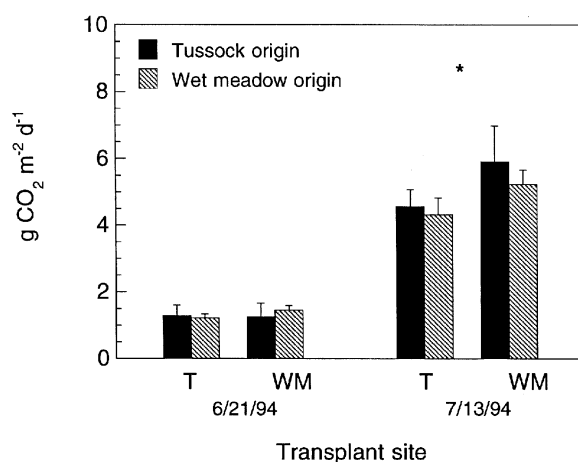 10
8
6
4
2
0
g CO2 m-2 d-1
Tussock origin
Wet meadow origin
*
T WM T WM
6/21/94 7/13/94
Transplant site